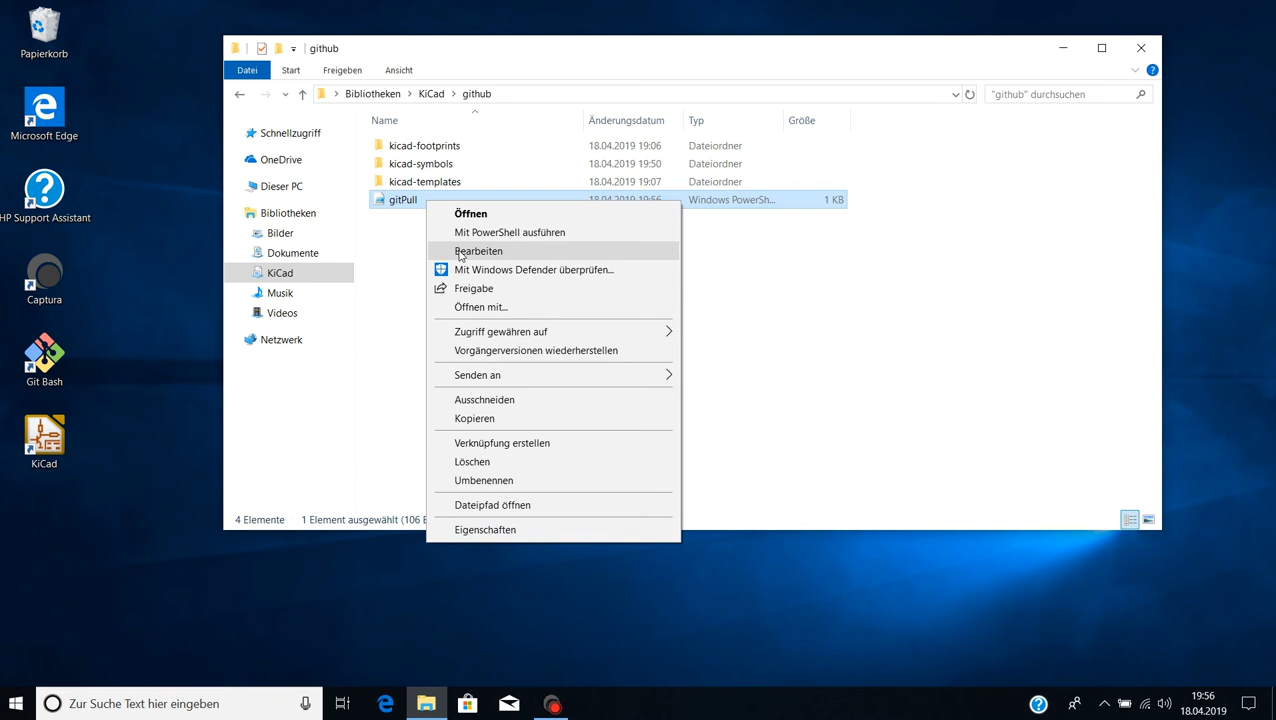 Papierkorb
Microsoft Edge
HP Support Assistant
Captura
Git Bash
KiCad
github
Datei Start Freigeben Ansicht
Bibliotheken KiCad github
"github" durchsuchen
Name Änderungsdatum Typ Größe
kicad-footprints 18.04.2019 19:06 Dateiordner
kicad-symbols 18.04.2019 19:50 Dateiordner
kicad-templates 18.04.2019 19:07 Dateiordner
gitPull 18.04.2019 19:56 Windows PowerSh... 1 KB
Schnellzugriff
OneDrive
Dieser PC
Bibliotheken
Bilder
Dokumente
KiCad
Musik
Videos
Netzwerk
Öffnen
Mit PowerShell ausführen
Bearbeiten
Mit Windows Defender überprüfen...
Freigabe
Öffnen mit...
Zugriff gewähren auf
Vorgängerversionen wiederherstellen
Senden an
Ausschneiden
Kopieren
Verknüpfung erstellen
Löschen
Umbenennen
Dateipfad öffnen
Eigenschaften
4 Elemente 1 Element ausgewählt (106
Zur Suche Text hier eingeben
19:56
18.04.2019